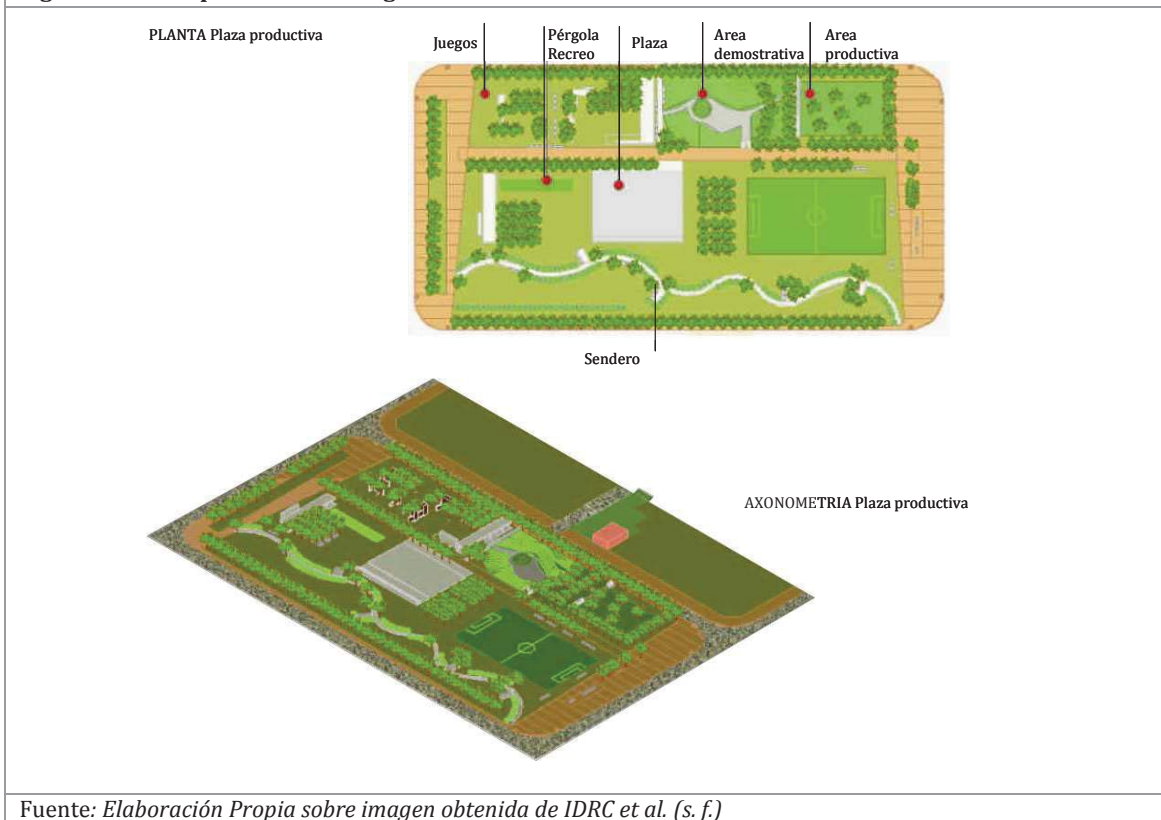 PLANTA Plaza productiva
Juegos
Pérgola
Recreo
Plaza
Area
demostrativa
Area
productiva
Sendero
AXONOMETRIA Plaza productiva
Fuente: Elaboración Propia sobre imagen obtenida de IDRC et al. (s. f.)